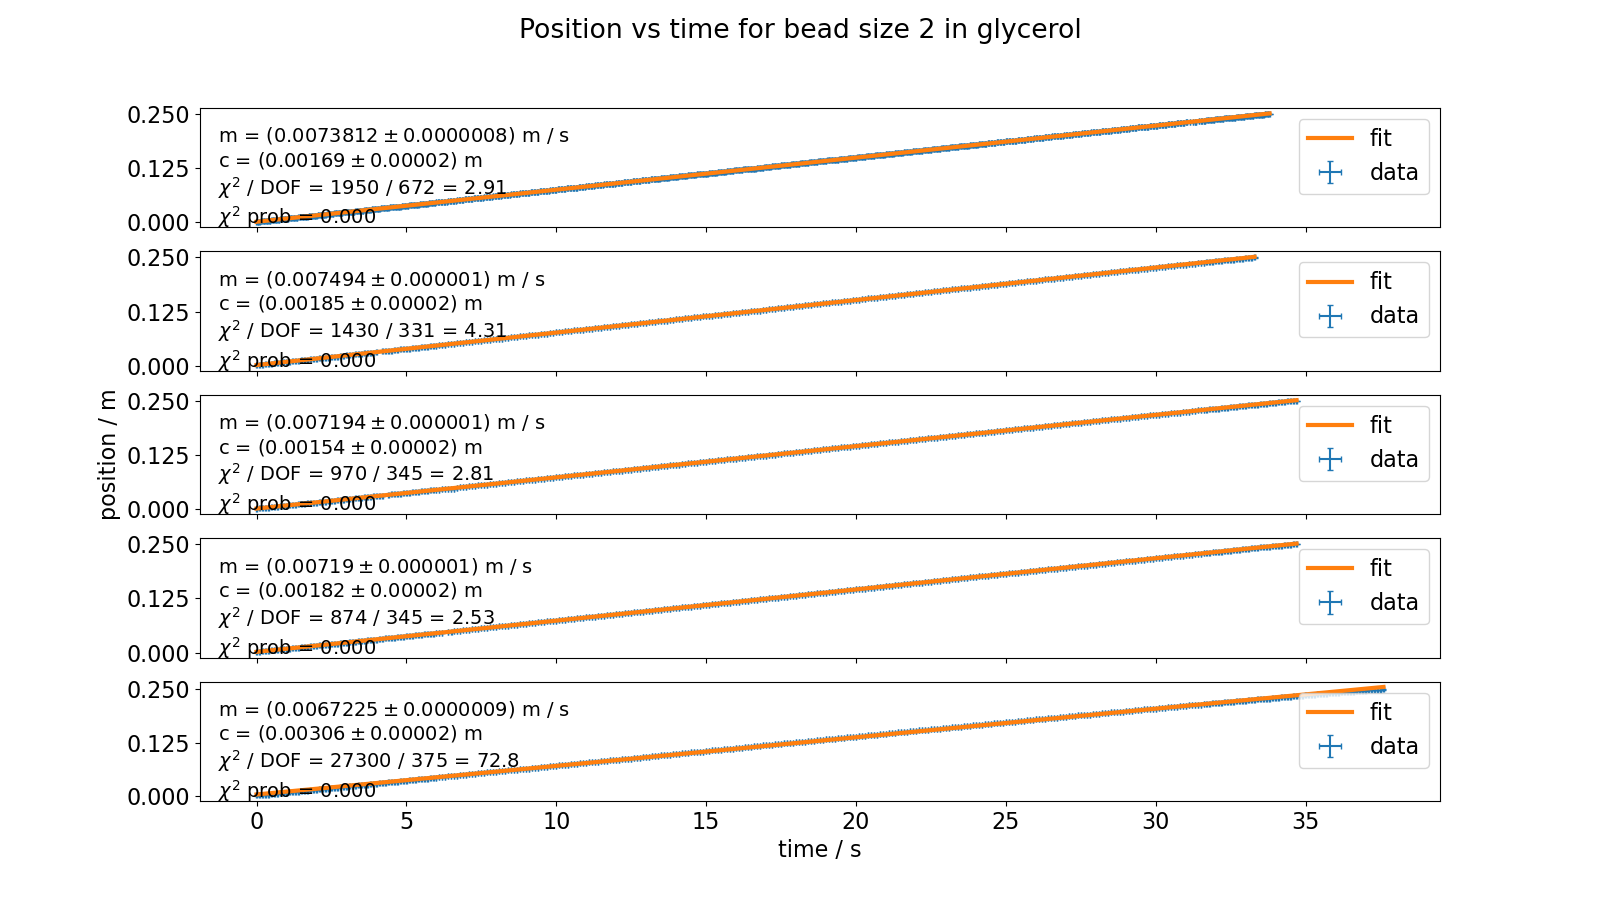 Position vs time for bead size 2 in glycerol
0.250
0.125
0.000
m = (0.0073812 ± 0.0000008) m / s
c = (0.00169 ± 0.00002) m
χ² / DOF = 1950 / 672 = 2.91
χ² prob = 0.000
fit
data
0.250
0.125
0.000
m = (0.007494 ± 0.000001) m / s
c = (0.00185 ± 0.00002) m
χ² / DOF = 1430 / 331 = 4.31
χ² prob = 0.000
fit
data
position / m
0.250
0.125
0.000
m = (0.007194 ± 0.000001) m / s
c = (0.00154 ± 0.00002) m
χ² / DOF = 970 / 345 = 2.81
χ² prob = 0.000
fit
data
0.250
0.125
0.000
m = (0.00719 ± 0.000001) m / s
c = (0.00182 ± 0.00002) m
χ² / DOF = 874 / 345 = 2.53
χ² prob = 0.000
fit
data
0.250
0.125
0.000
m = (0.0067225 ± 0.0000009) m / s
c = (0.00306 ± 0.00002) m
χ² / DOF = 27300 / 375 = 72.8
χ² prob = 0.000
fit
data
0 5 10 15 20 25 30 35
time / s